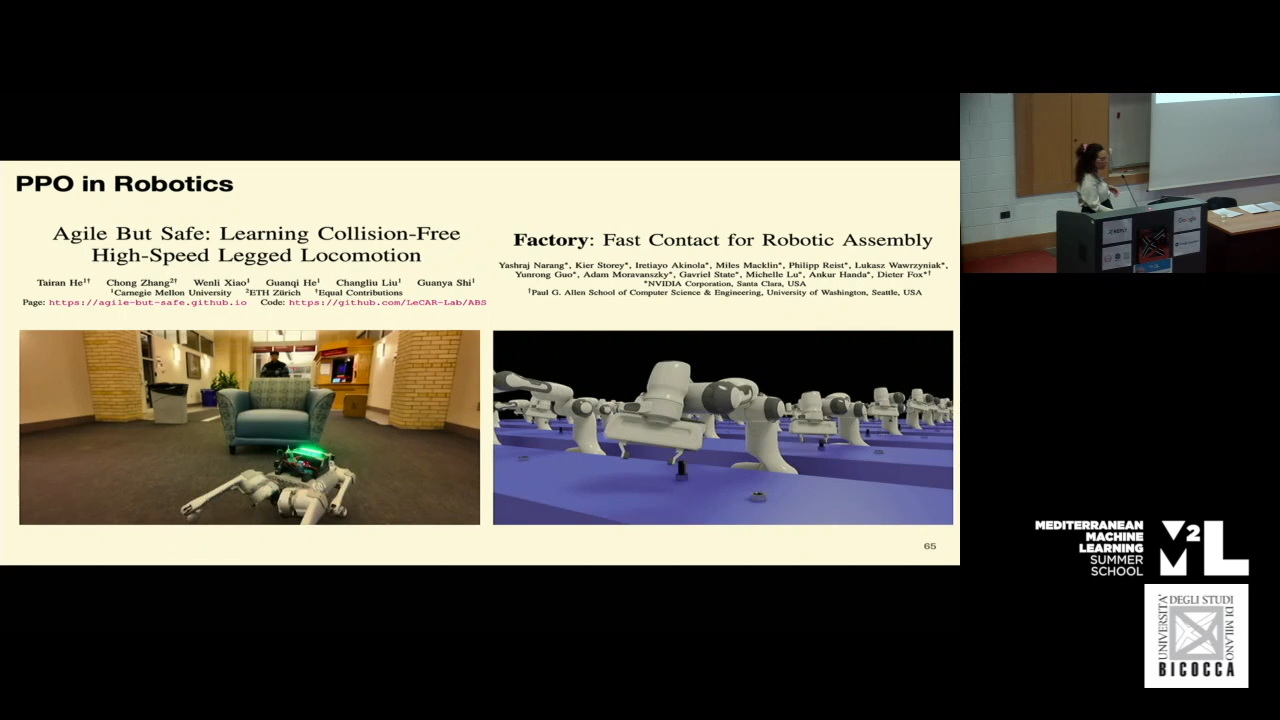 PPO in Robotics
Agile But Safe: Learning Collision-Free
High-Speed Legged Locomotion
Tairan He¹† Chong Zhang²† Wenli Xiao¹ Guanqi He¹ Changliu Liu¹ Guanya Shi¹
¹Carnegie Mellon University ²ETH Zürich †Equal Contributions
Page: https://agile-but-safe.github.io Code: https://github.com/LeCAR-Lab/ABS
Factory: Fast Contact for Robotic Assembly
Yashraj Narang*, Kier Storey*, Iretiayo Akinola*, Miles Macklin*, Philipp Reist*, Lukasz Wawrzyniak*,
Yunrong Guo*, Adam Moravanszky*, Gavriel State*, Michelle Lu*, Ankur Handa*, Dieter Fox*†
*NVIDIA Corporation, Santa Clara, USA
†Paul G. Allen School of Computer Science & Engineering, University of Washington, Seattle, USA
65
Google
MEDITERRANEAN
MACHINE
LEARNING
SUMMER
SCHOOL
M2L
UNIVERSITA'
DEGLI STUDI
DI MILANO
BICOCCA